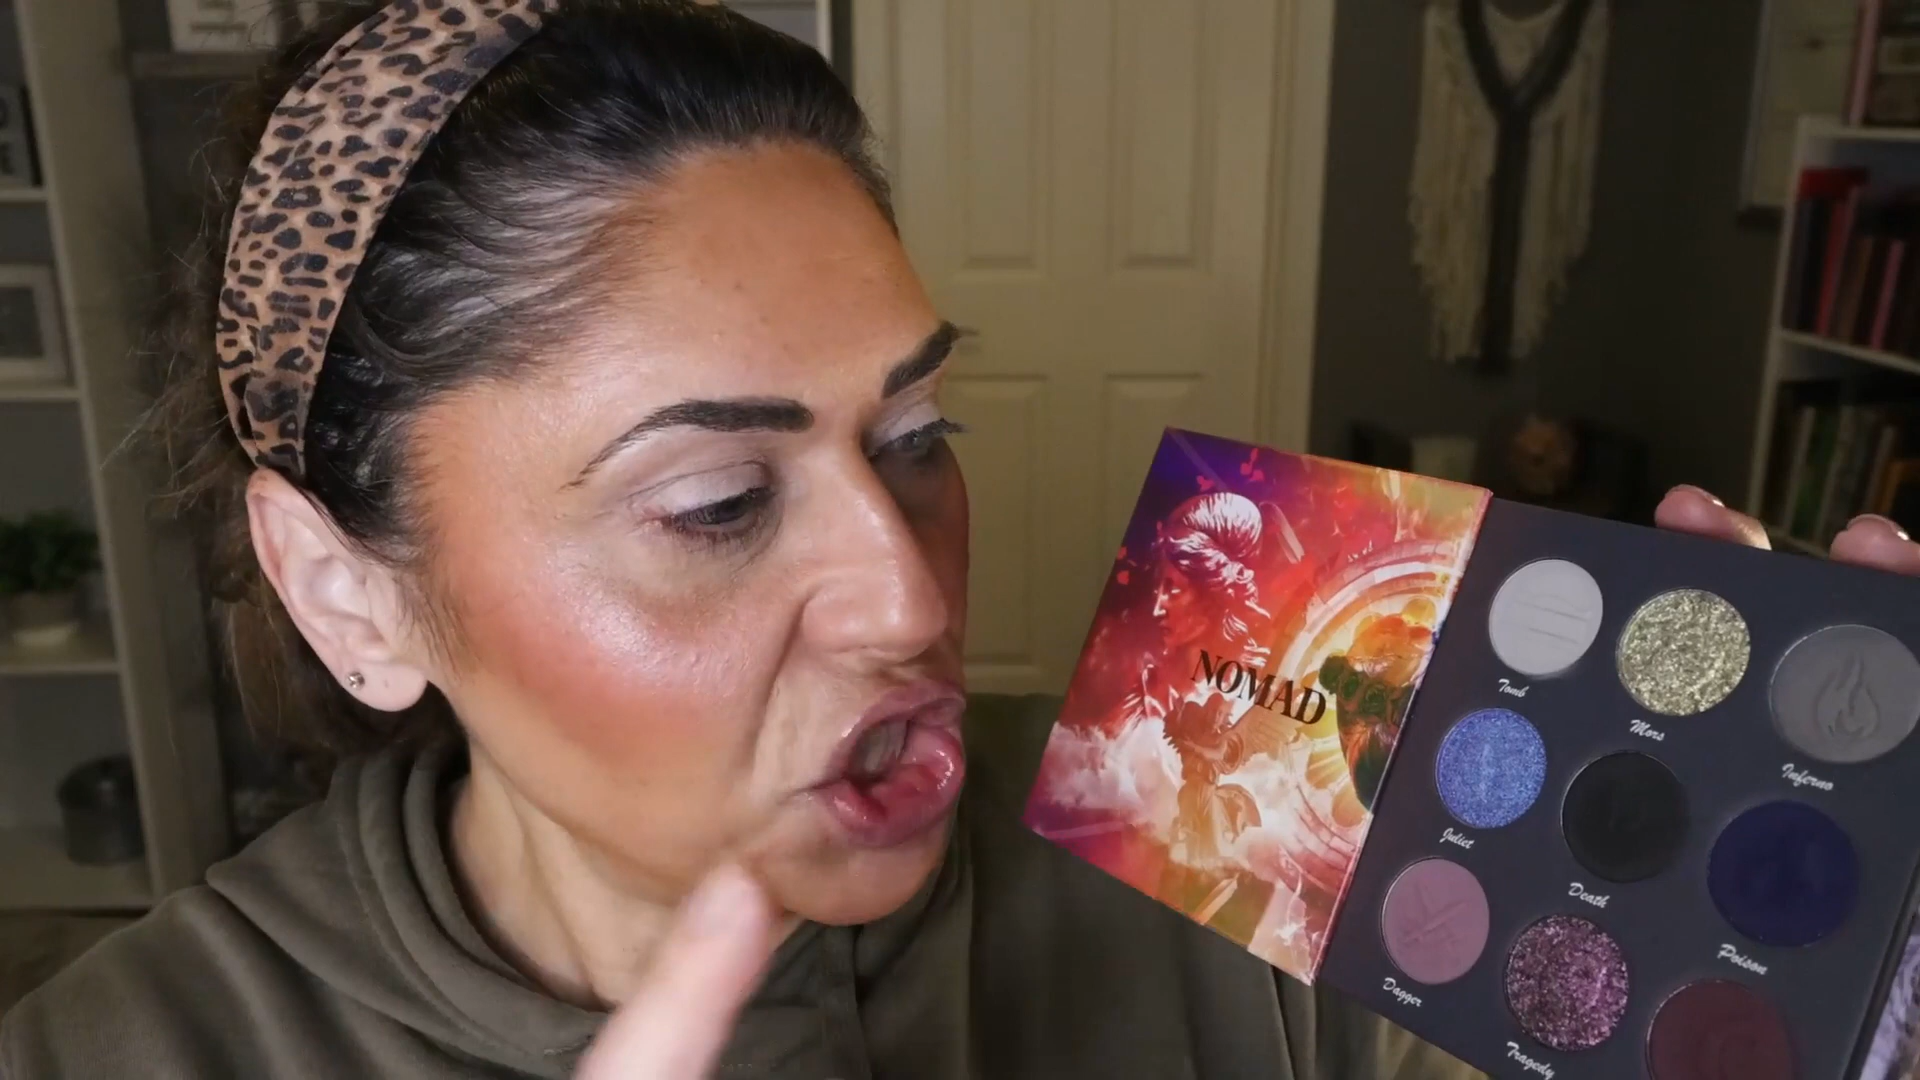 NOMAD
Tomb
Mors
Inferno
Juliet
Death
Poison
Dagger
Tragedy